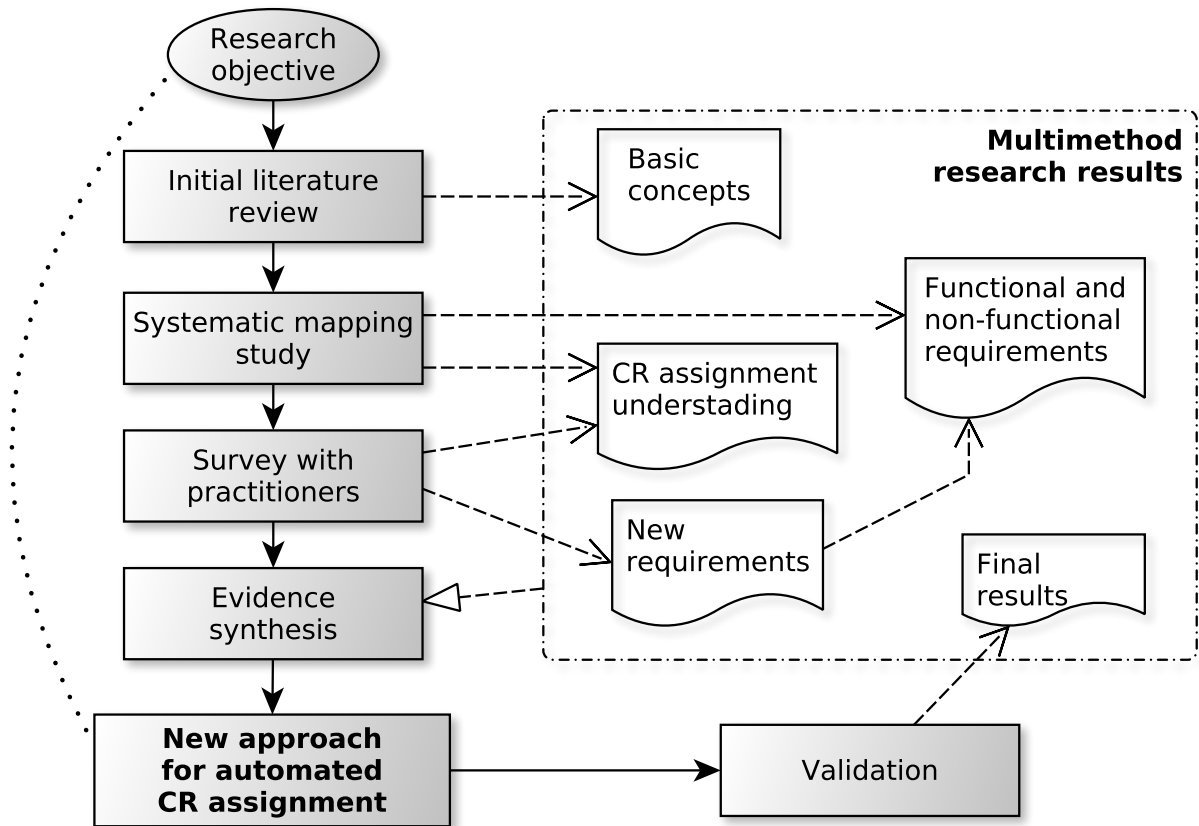 Research
objective
Initial literature
review
Systematic mapping
study
Survey with
practitioners
Evidence
synthesis
New approach
for automated
CR assignment
Validation
Multimethod
research results
Basic
concepts
Functional and
non-functional
requirements
CR assignment
understading
New
requirements
Final
results